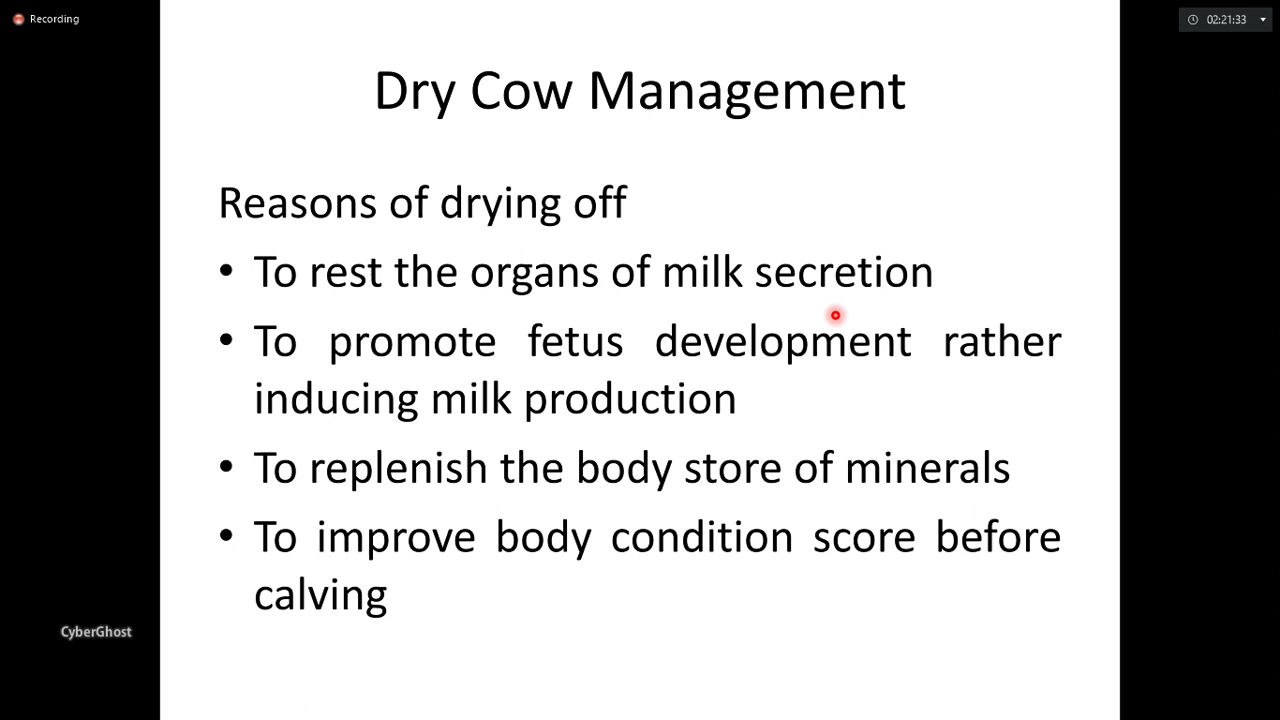 Recording
02:21:33
Dry Cow Management
Reasons of drying off
• To rest the organs of milk secretion
• To promote fetus development rather
inducing milk production
• To replenish the body store of minerals
• To improve body condition score before
calving
CyberGhost